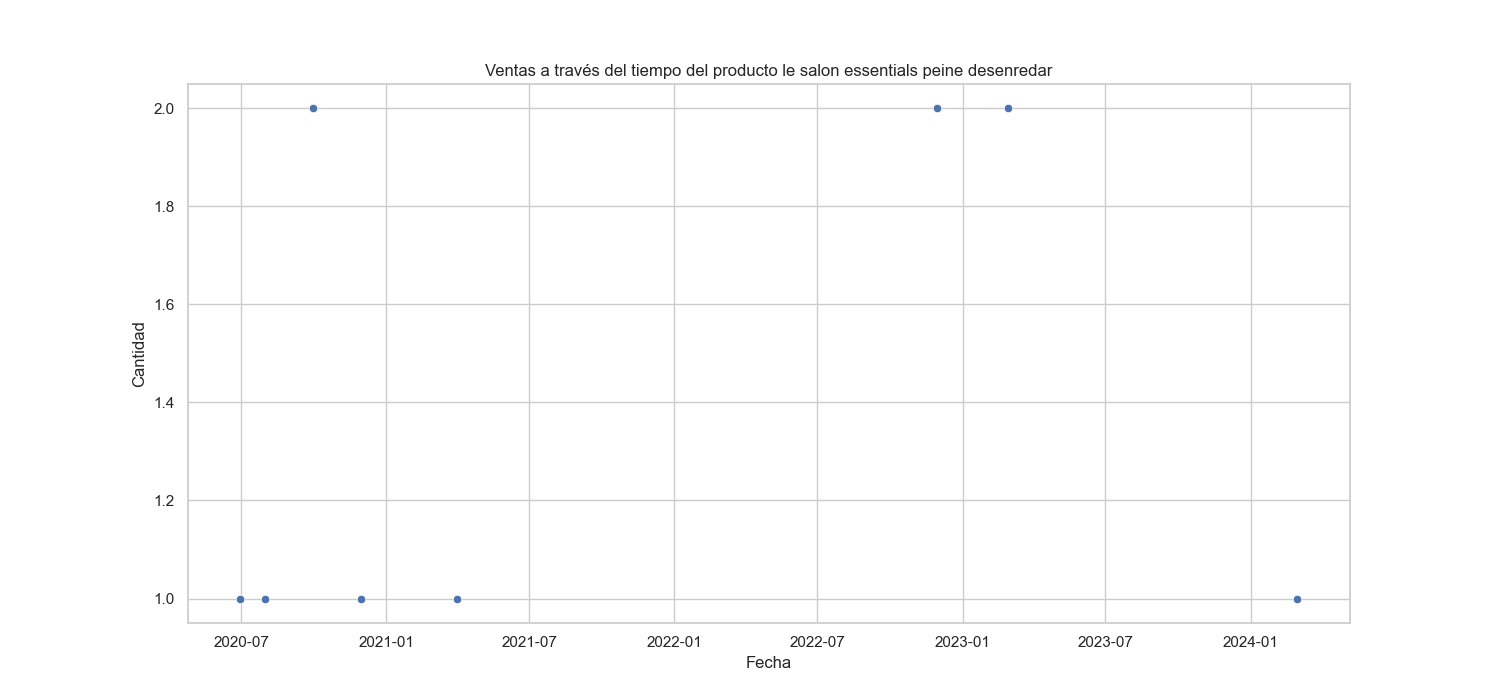 Ventas a través del tiempo del producto le salon essentials peine desenredar
2.0
1.8
1.6
1.4
1.2
1.0
Cantidad
2020-07 2021-01 2021-07 2022-01 2022-07 2023-01 2023-07 2024-01
Fecha